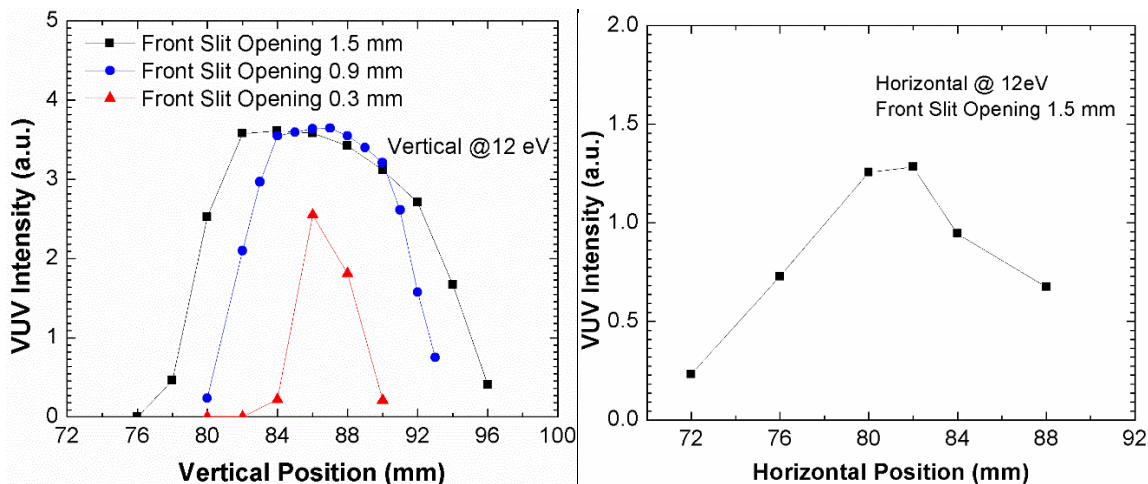 Front Slit Opening 1.5 mm
Front Slit Opening 0.9 mm
Front Slit Opening 0.3 mm
Vertical @12 eV
VUV Intensity (a.u.)
5
4
3
2
1
0
72 76 80 84 88 92 96 100
Vertical Position (mm)
Horizontal @ 12eV
Front Slit Opening 1.5 mm
VUV Intensity (a.u.)
2.0
1.5
1.0
0.5
0.0
72 76 80 84 88 92
Horizontal Position (mm)